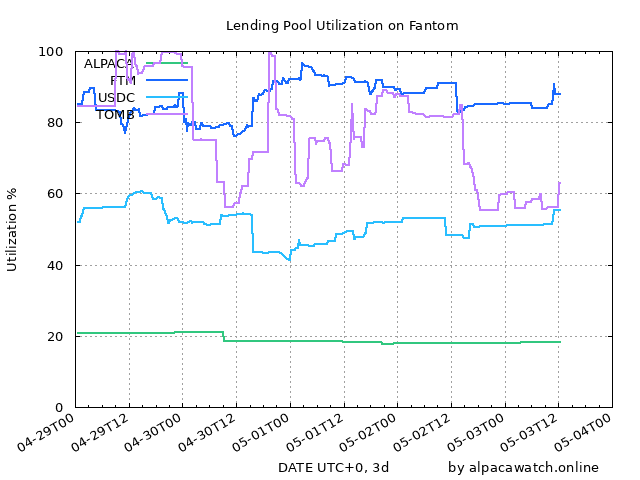 Lending Pool Utilization on Fantom
100
80
60
40
20
0
Utilization %
ALPACA
FTM
USDC
TOMB
04-29T00
04-29T12
04-30T00
04-30T12
05-01T00
05-01T12
05-02T00
05-02T12
05-03T00
05-03T12
05-04T00
DATE UTC+0, 3d
by alpacawatch.online